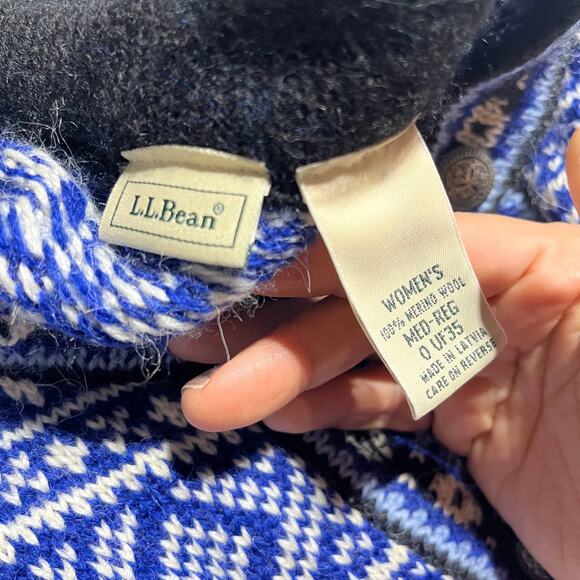 L.L.Bean®
WOMEN'S
100% MERINO WOOL
MED-REG
0 UF35
MADE IN LATVIA
CARE ON REVERSE